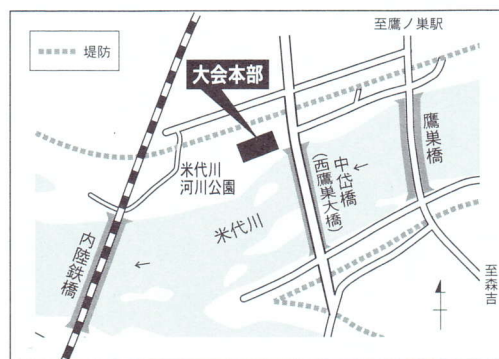 堤防
至鷹ノ巣駅
大会本部
米代川
河川公園
米代川
中岱橋
(西鷹巣大橋)
鷹巣橋
内陸鉄橋
至森吉